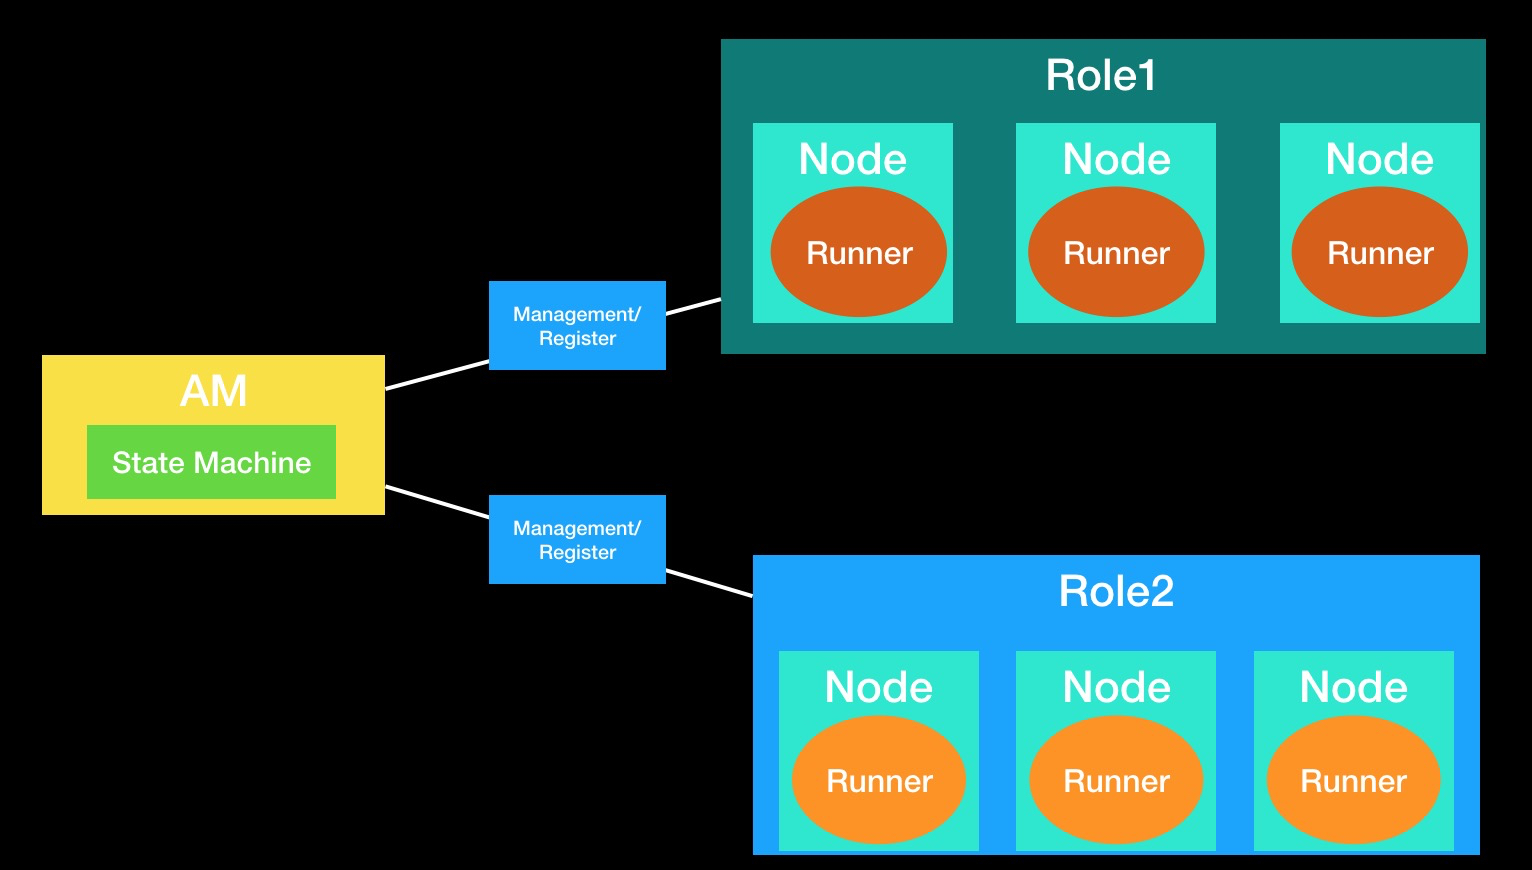 Role1
Node
Node
Node
Runner
Runner
Runner
Management/
Register
AM
State Machine
Management/
Register
Role2
Node
Node
Node
Runner
Runner
Runner